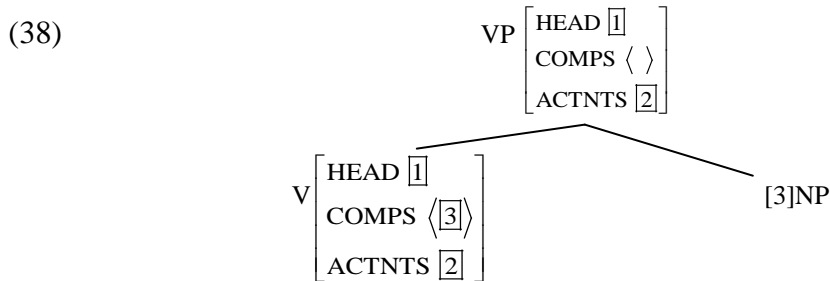 (38)
VP [HEAD [1]
COMPS ⟨ ⟩
ACTNTS [2]]
V[HEAD [1]
COMPS ⟨[3]⟩
ACTNTS [2]]
[3]NP